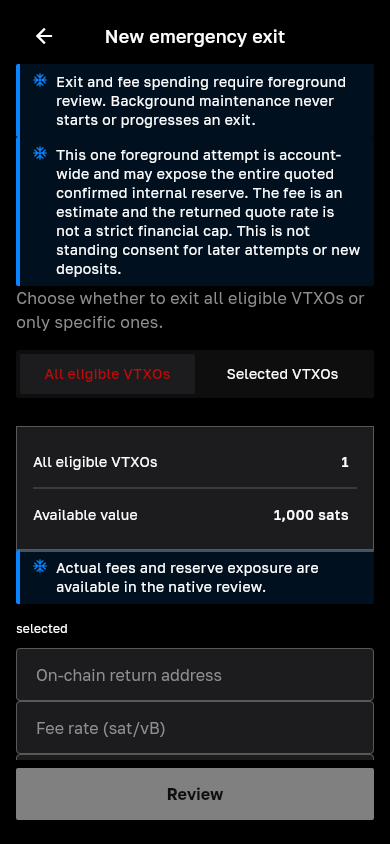 New emergency exit
Exit and fee spending require foreground
review. Background maintenance never
starts or progresses an exit.
This one foreground attempt is account-
wide and may expose the entire quoted
confirmed internal reserve. The fee is an
estimate and the returned quote rate is
not a strict financial cap. This is not
standing consent for later attempts or new
deposits.
Choose whether to exit all eligible VTXOs or
only specific ones.
All eligible VTXOs
Selected VTXOs
All eligible VTXOs 1
Available value 1,000 sats
Actual fees and reserve exposure are
available in the native review.
selected
On-chain return address
Fee rate (sat/vB)
Review